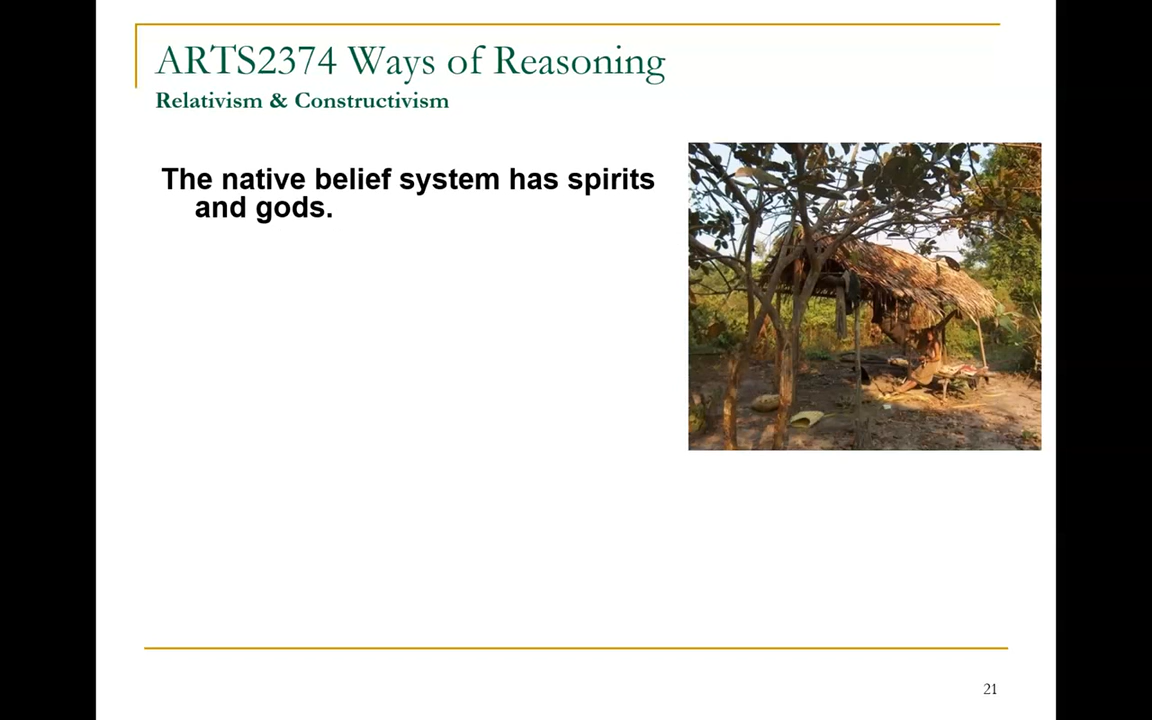 ARTS2374 Ways of Reasoning
Relativism & Constructivism
The native belief system has spirits
and gods.
21